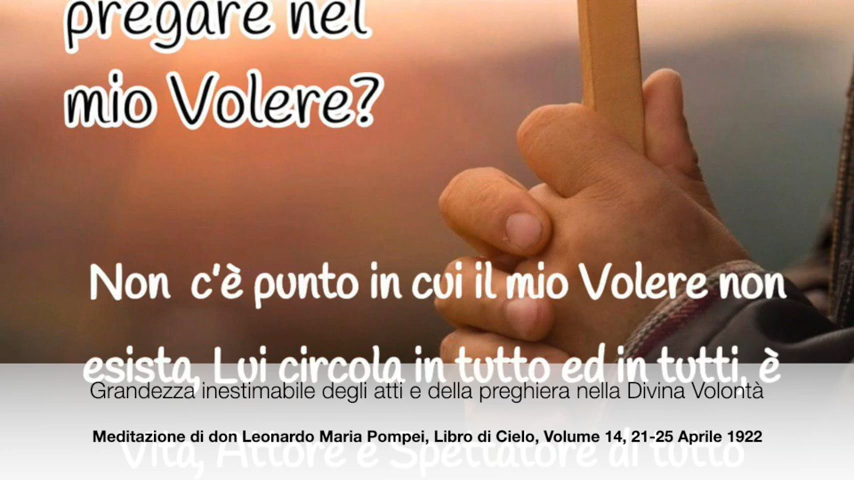 pregare nel
mio Volere?
Non c'è punto in cui il mio Volere non
esista, Lui circola in tutto ed in tutti, è
Grandezza inestimabile degli atti e della preghiera nella Divina Volontà
Meditazione di don Leonardo Maria Pompei, Libro di Cielo, Volume 14, 21-25 Aprile 1922
Vita, Attore e Spettatore di tutto